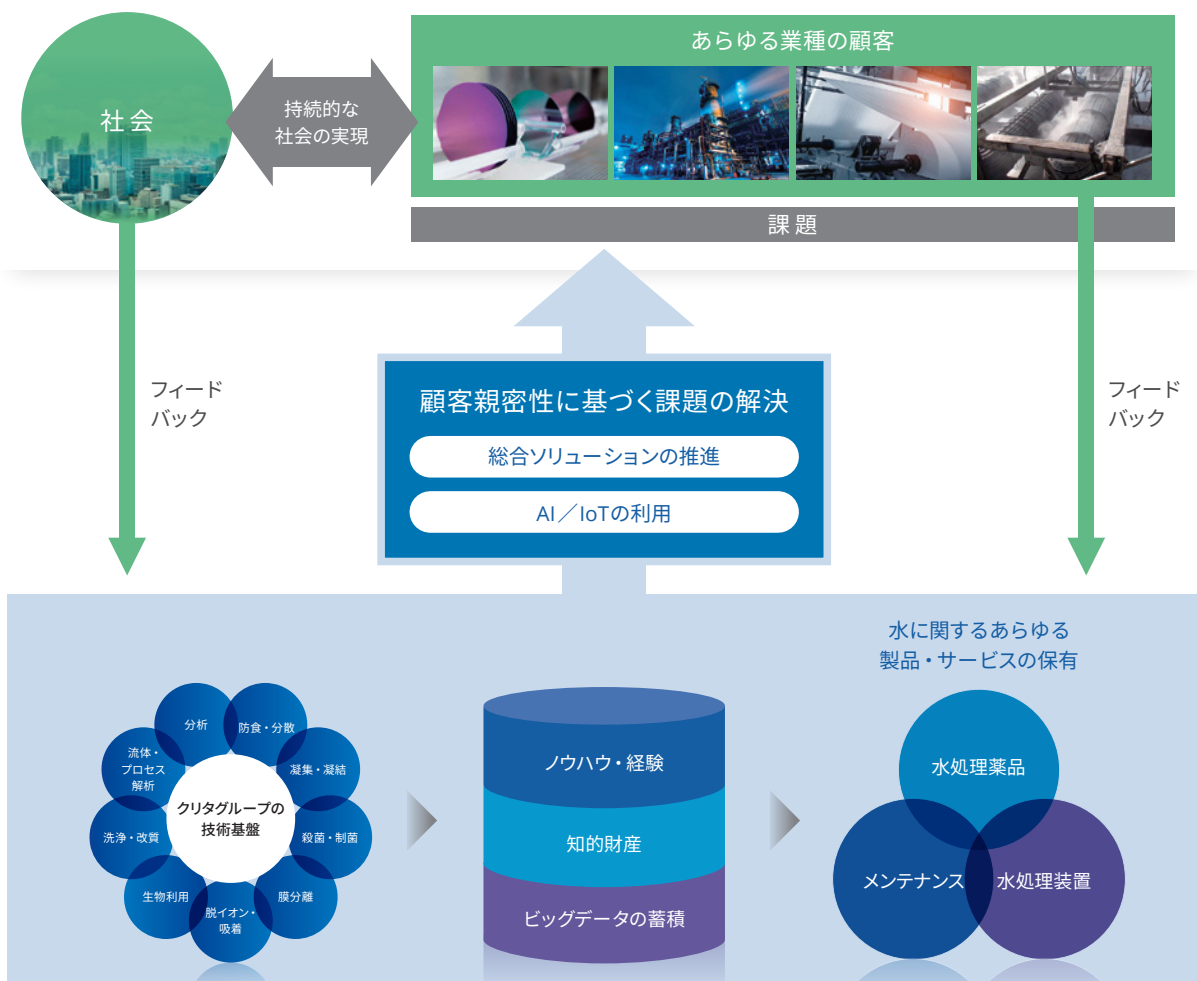 社会
持続的な
社会の実現
あらゆる業種の顧客
課題
フィード
バック
フィード
バック
顧客親密性に基づく課題の解決
総合ソリューションの推進
AI／IoTの利用
水に関するあらゆる
製品・サービスの保有
分析
防食・分散
凝集・凝結
殺菌・制菌
膜分離
脱イオン・
吸着
生物利用
洗浄・改質
流体・
プロセス
解析
クリタグループの
技術基盤
ノウハウ・経験
知的財産
ビッグデータの蓄積
水処理薬品
メンテナンス
水処理装置